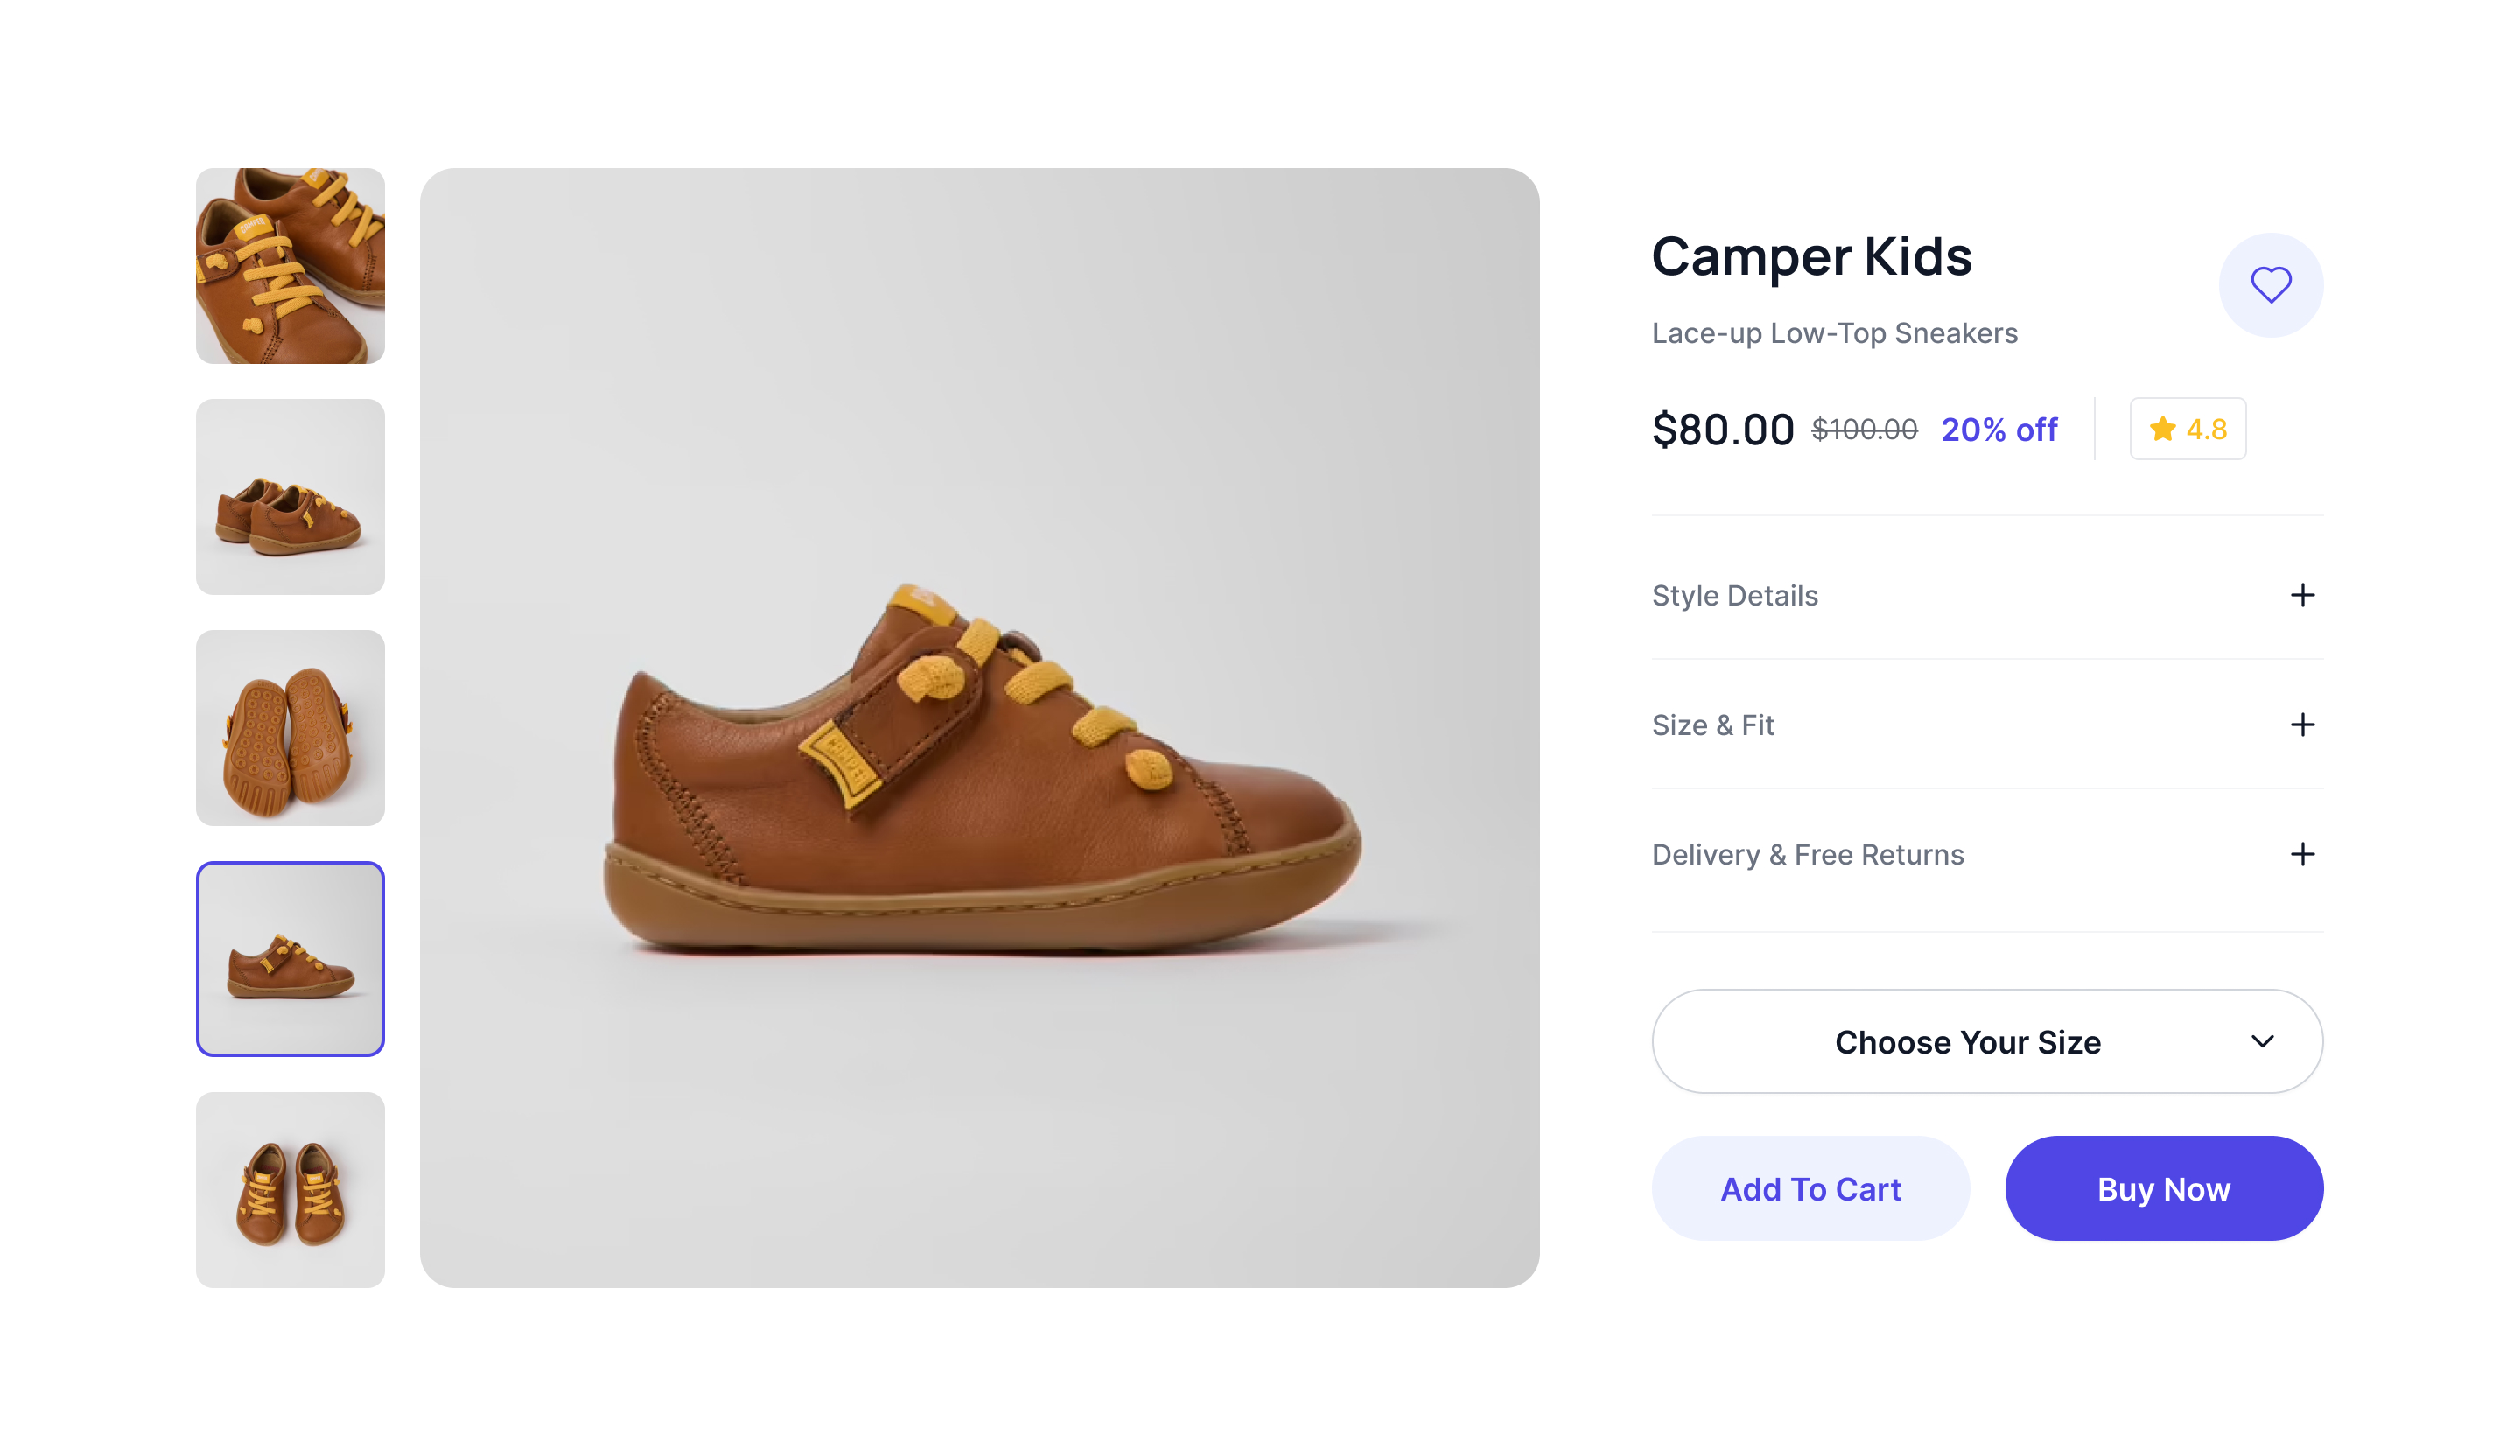 Camper Kids
Lace-up Low-Top Sneakers
$80.00 $100.00 20% off 4.8
Style Details
Size & Fit
Delivery & Free Returns
Choose Your Size
Add To Cart
Buy Now
CAMPER